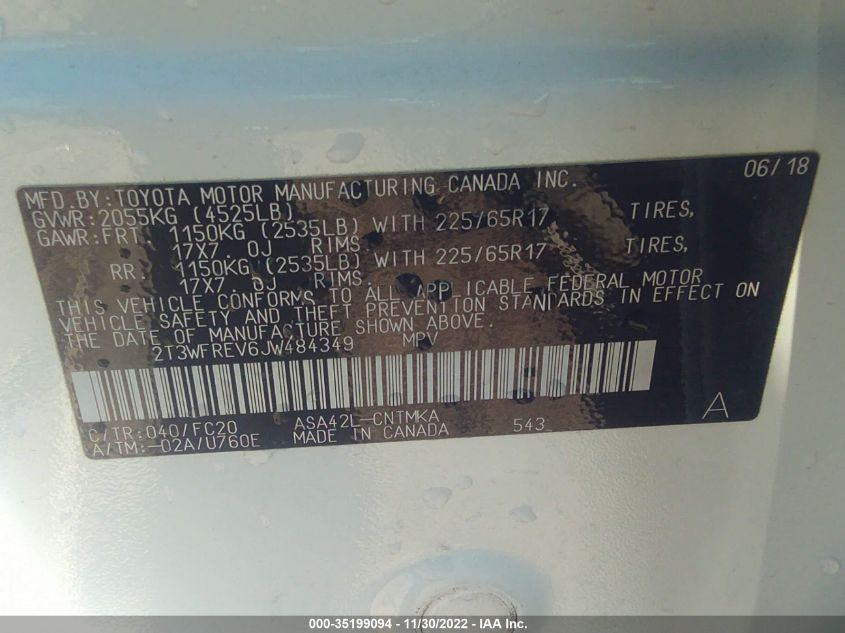 06/18
MFD.BY:TOYOTA MOTOR MANUFACTURING CANADA INC.
GVWR:2055KG (4525LB)
GAWR:FRT. 1150KG (2535LB) WITH 225/65R17 TIRES,
17X7.0J RIMS.
RR. 1150KG (2535LB) WITH 225/65R17 TIRES,
17X7.0J RIMS.
THIS VEHICLE CONFORMS TO ALL APPLICABLE FEDERAL MOTOR
VEHICLE SAFETY AND THEFT PREVENTION STANDARDS IN EFFECT ON
THE DATE OF MANUFACTURE SHOWN ABOVE.
2T3WFREV6JW484349 MPV
C/TR:040/FC20 ASA42L-CNTMKA A
A/TM:-02A/U760E MADE IN CANADA 543
000-35199094 - 11/30/2022 - IAA Inc.